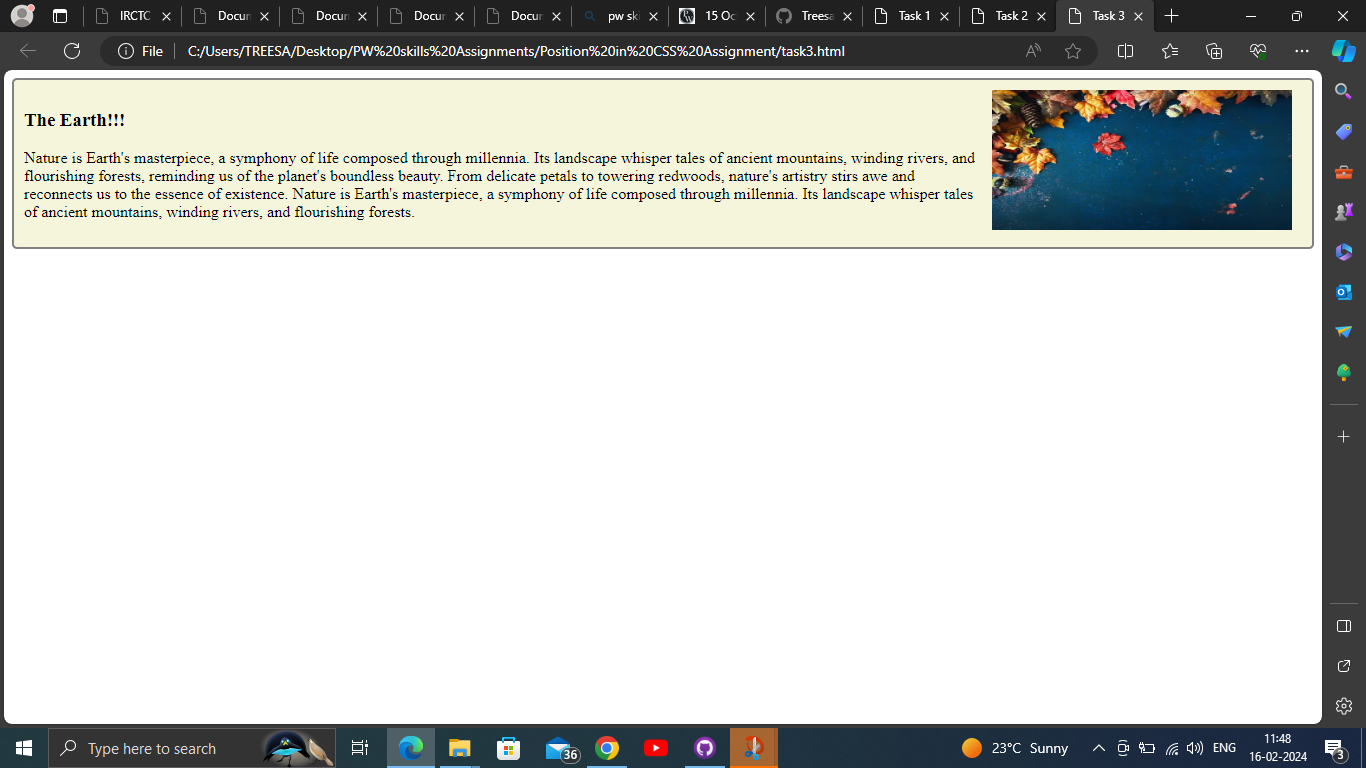 IRCTC
Docum
Docum
Docum
Docum
pw ski
15 Oc
Treesa
Task 1
Task 2
Task 3
File
C:/Users/TREESA/Desktop/PW%20skills%20Assignments/Position%20in%20CSS%20Assignment/task3.html
The Earth!!!
Nature is Earth's masterpiece, a symphony of life composed through millennia. Its landscape whisper tales of ancient mountains, winding rivers, and
flourishing forests, reminding us of the planet's boundless beauty. From delicate petals to towering redwoods, nature's artistry stirs awe and
reconnects us to the essence of existence. Nature is Earth's masterpiece, a symphony of life composed through millennia. Its landscape whisper tales
of ancient mountains, winding rivers, and flourishing forests.
Type here to search
36
23°C Sunny
ENG
11:48
16-02-2024
3